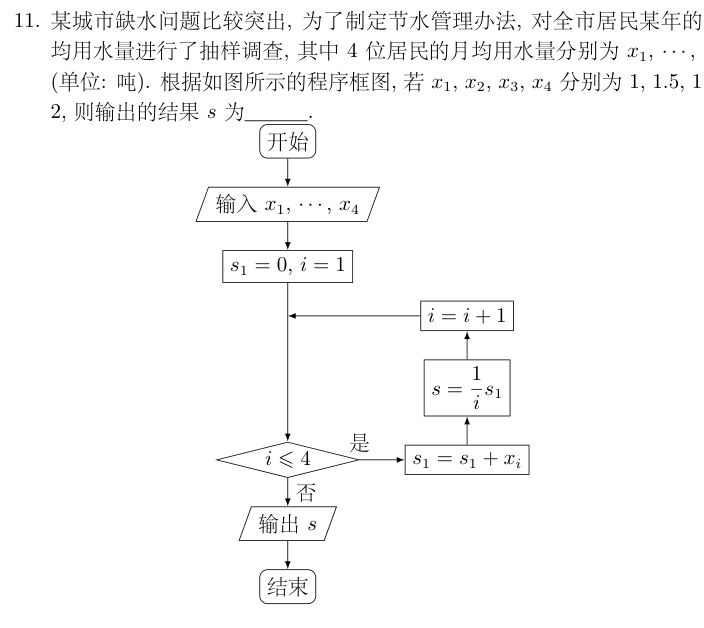 11. 某城市缺水问题比较突出, 为了制定节水管理办法, 对全市居民某年的
均用水量进行了抽样调查, 其中 4 位居民的月均用水量分别为 x₁, ⋯,
(单位: 吨). 根据如图所示的程序框图, 若 x₁, x₂, x₃, x₄ 分别为 1, 1.5, 1
2, 则输出的结果 s 为______.
开始
输入 x₁, ⋯, x₄
s₁ = 0, i = 1
i = i + 1
s = 1/i s₁
是
i ⩽ 4
s₁ = s₁ + xᵢ
否
输出 s
结束